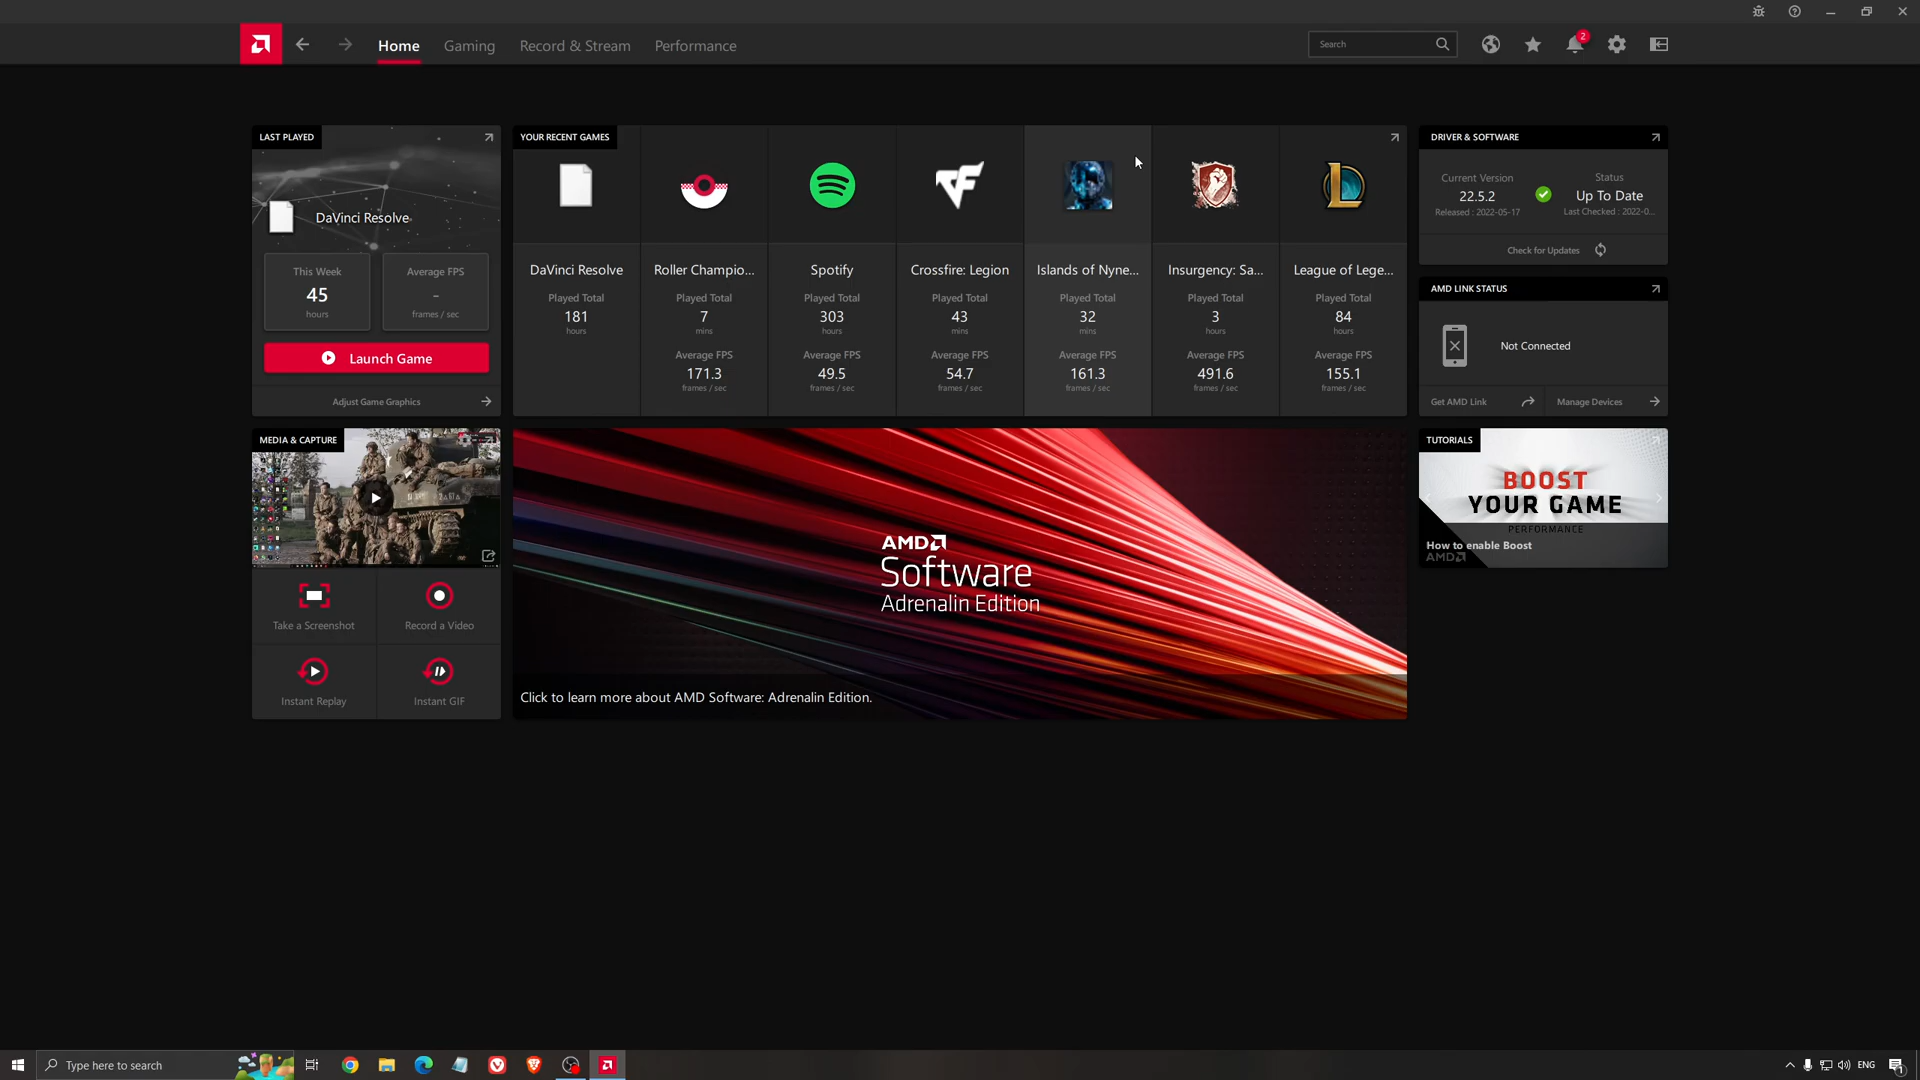 Home
Gaming
Record & Stream
Performance
Search
2
LAST PLAYED
DaVinci Resolve
This Week
45
hours
Average FPS
–
frames / sec
Launch Game
Adjust Game Graphics
YOUR RECENT GAMES
DaVinci Resolve
Played Total
181
hours
Roller Champio...
Played Total
7
mins
Average FPS
171.3
frames / sec
Spotify
Played Total
303
hours
Average FPS
49.5
frames / sec
Crossfire: Legion
Played Total
43
mins
Average FPS
54.7
frames / sec
Islands of Nyne...
Played Total
32
mins
Average FPS
161.3
frames / sec
Insurgency: Sa...
Played Total
3
hours
Average FPS
491.6
frames / sec
League of Lege...
Played Total
84
hours
Average FPS
155.1
frames / sec
DRIVER & SOFTWARE
Current Version
22.5.2
Released : 2022-05-17
Status
Up To Date
Last Checked : 2022-0...
Check for Updates
AMD LINK STATUS
Not Connected
Get AMD Link
Manage Devices
MEDIA & CAPTURE
Take a Screenshot
Record a Video
Instant Replay
Instant GIF
AMD
Software
Adrenalin Edition
Click to learn more about AMD Software: Adrenalin Edition.
TUTORIALS
BOOST
YOUR GAME
PERFORMANCE
How to enable Boost
AMD
Type here to search
ENG
1